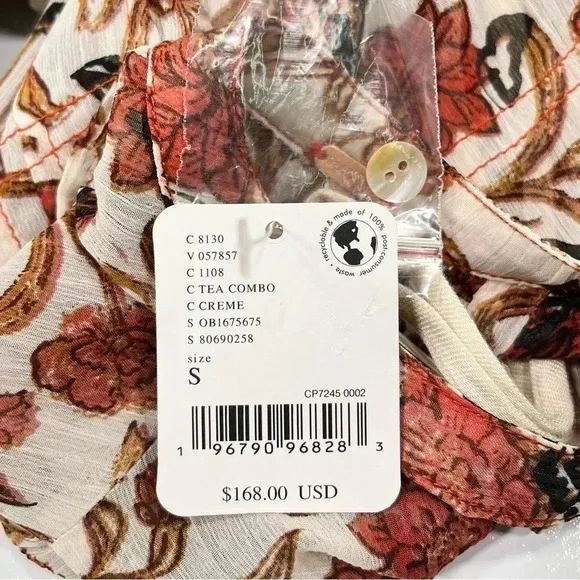 C 8130
V 057857
C 1108
C TEA COMBO
C CREME
S OB1675675
S 80690258
size
S
recyclable & made of 100% post-consumer waste
CP7245 0002
1 96790 96828 3
$168.00 USD